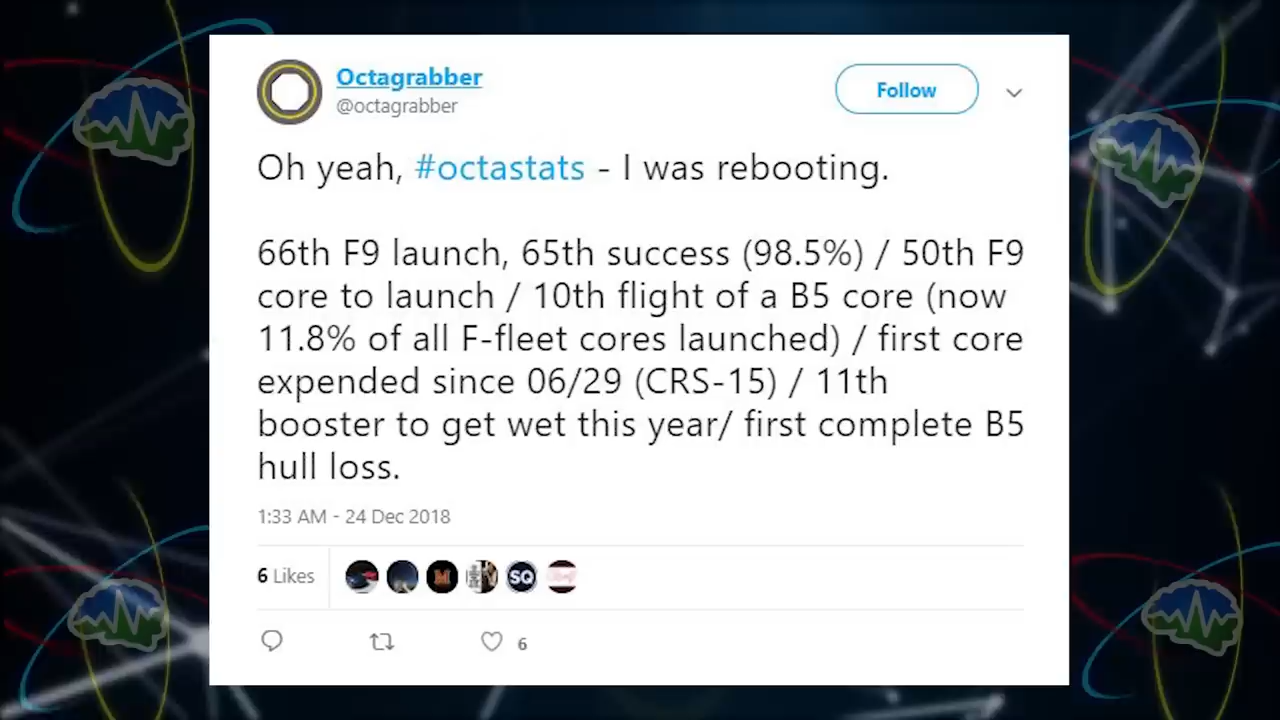 Octagrabber
@octagrabber
Follow
Oh yeah, #octastats - I was rebooting.
66th F9 launch, 65th success (98.5%) / 50th F9
core to launch / 10th flight of a B5 core (now
11.8% of all F-fleet cores launched) / first core
expended since 06/29 (CRS-15) / 11th
booster to get wet this year/ first complete B5
hull loss.
1:33 AM - 24 Dec 2018
6 Likes
M
SQ
6